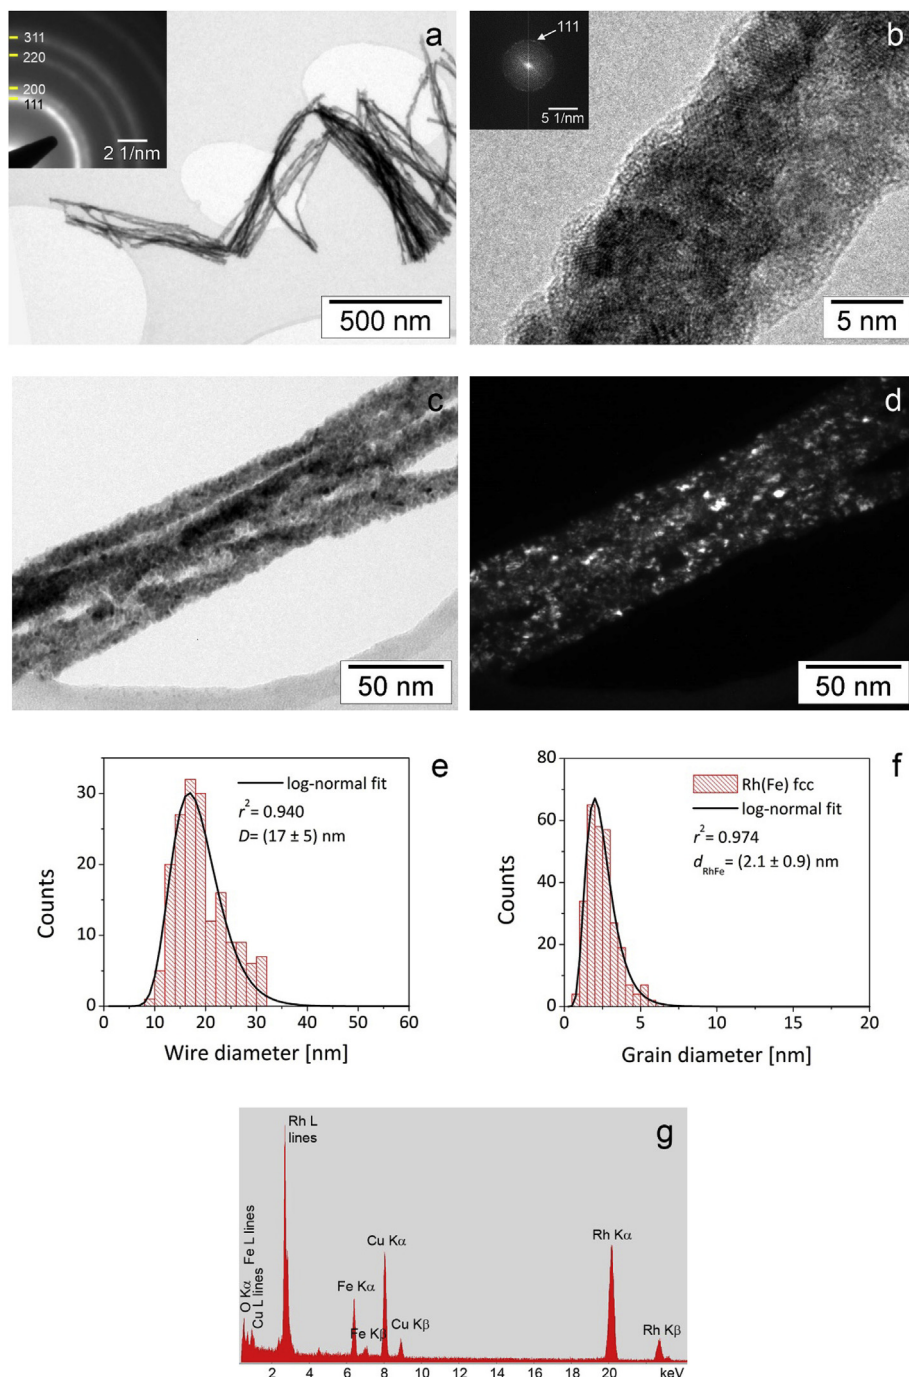 a
311
220
200
111
2 1/nm
500 nm
b
111
5 1/nm
5 nm
c
50 nm
d
50 nm
e
log-normal fit
r² = 0.940
D= (17 ± 5) nm
Counts
30
20
10
0
0 10 20 30 40 50 60
Wire diameter [nm]
f
Rh(Fe) fcc
log-normal fit
r² = 0.974
d_RhFe = (2.1 ± 0.9) nm
Counts
80
60
40
20
0
0 5 10 15 20
Grain diameter [nm]
g
Rh L
lines
O Kα
Fe L lines
Cu L lines
Fe Kα
Fe Kβ
Cu Kα
Cu Kβ
Rh Kα
Rh Kβ
2 4 6 8 10 12 14 16 18 20 keV